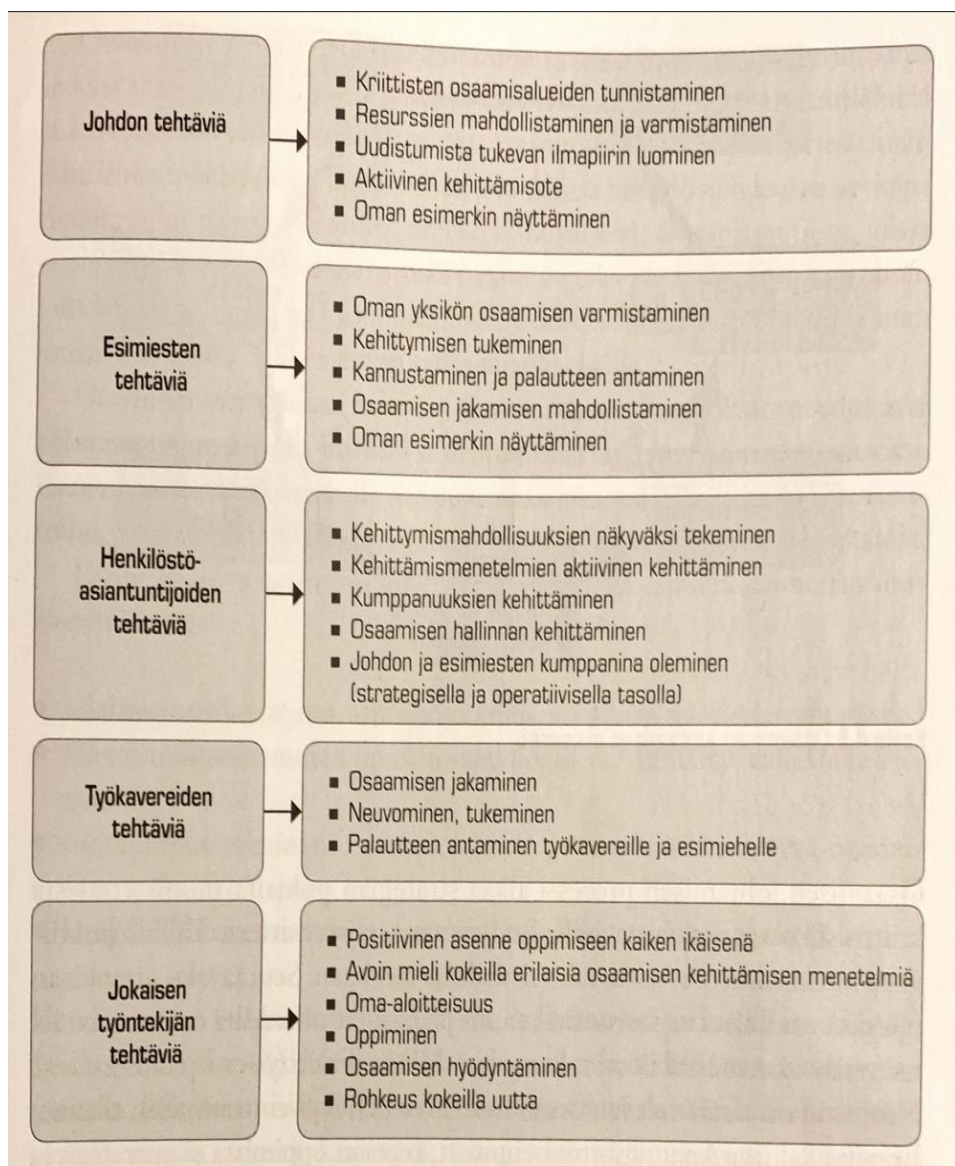 Johdon tehtäviä
■ Kriittisten osaamisalueiden tunnistaminen
■ Resurssien mahdollistaminen ja varmistaminen
■ Uudistumista tukevan ilmapiirin luominen
■ Aktiivinen kehittämisote
■ Oman esimerkin näyttäminen
Esimiesten
tehtäviä
■ Oman yksikön osaamisen varmistaminen
■ Kehittymisen tukeminen
■ Kannustaminen ja palautteen antaminen
■ Osaamisen jakamisen mahdollistaminen
■ Oman esimerkin näyttäminen
Henkilöstö-
asiantuntijoiden
tehtäviä
■ Kehittymismahdollisuuksien näkyväksi tekeminen
■ Kehittämismenetelmien aktiivinen kehittäminen
■ Kumppanuuksien kehittäminen
■ Osaamisen hallinnan kehittäminen
■ Johdon ja esimiesten kumppanina oleminen
(strategisella ja operatiivisella tasolla)
Työkavereiden
tehtäviä
■ Osaamisen jakaminen
■ Neuvominen, tukeminen
■ Palautteen antaminen työkavereille ja esimiehelle
Jokaisen
työntekijän
tehtäviä
■ Positiivinen asenne oppimiseen kaiken ikäisenä
■ Avoin mieli kokeilla erilaisia osaamisen kehittämisen menetelmiä
■ Oma-aloitteisuus
■ Oppiminen
■ Osaamisen hyödyntäminen
■ Rohkeus kokeilla uutta